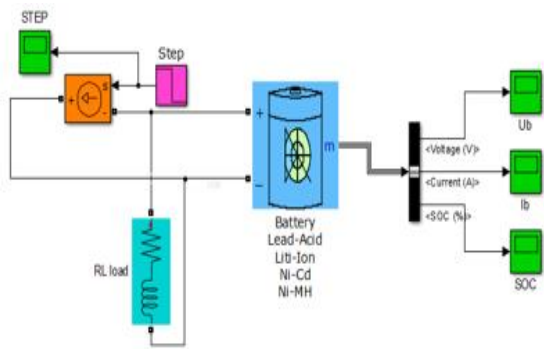 STEP
Step
s
+
-
+
m
−
<Voltage (V)>
<Current (A)>
<SOC (%)>
Ub
Ib
SOC
RL load
Battery
Lead-Acid
Liti-Ion
Ni-Cd
Ni-MH